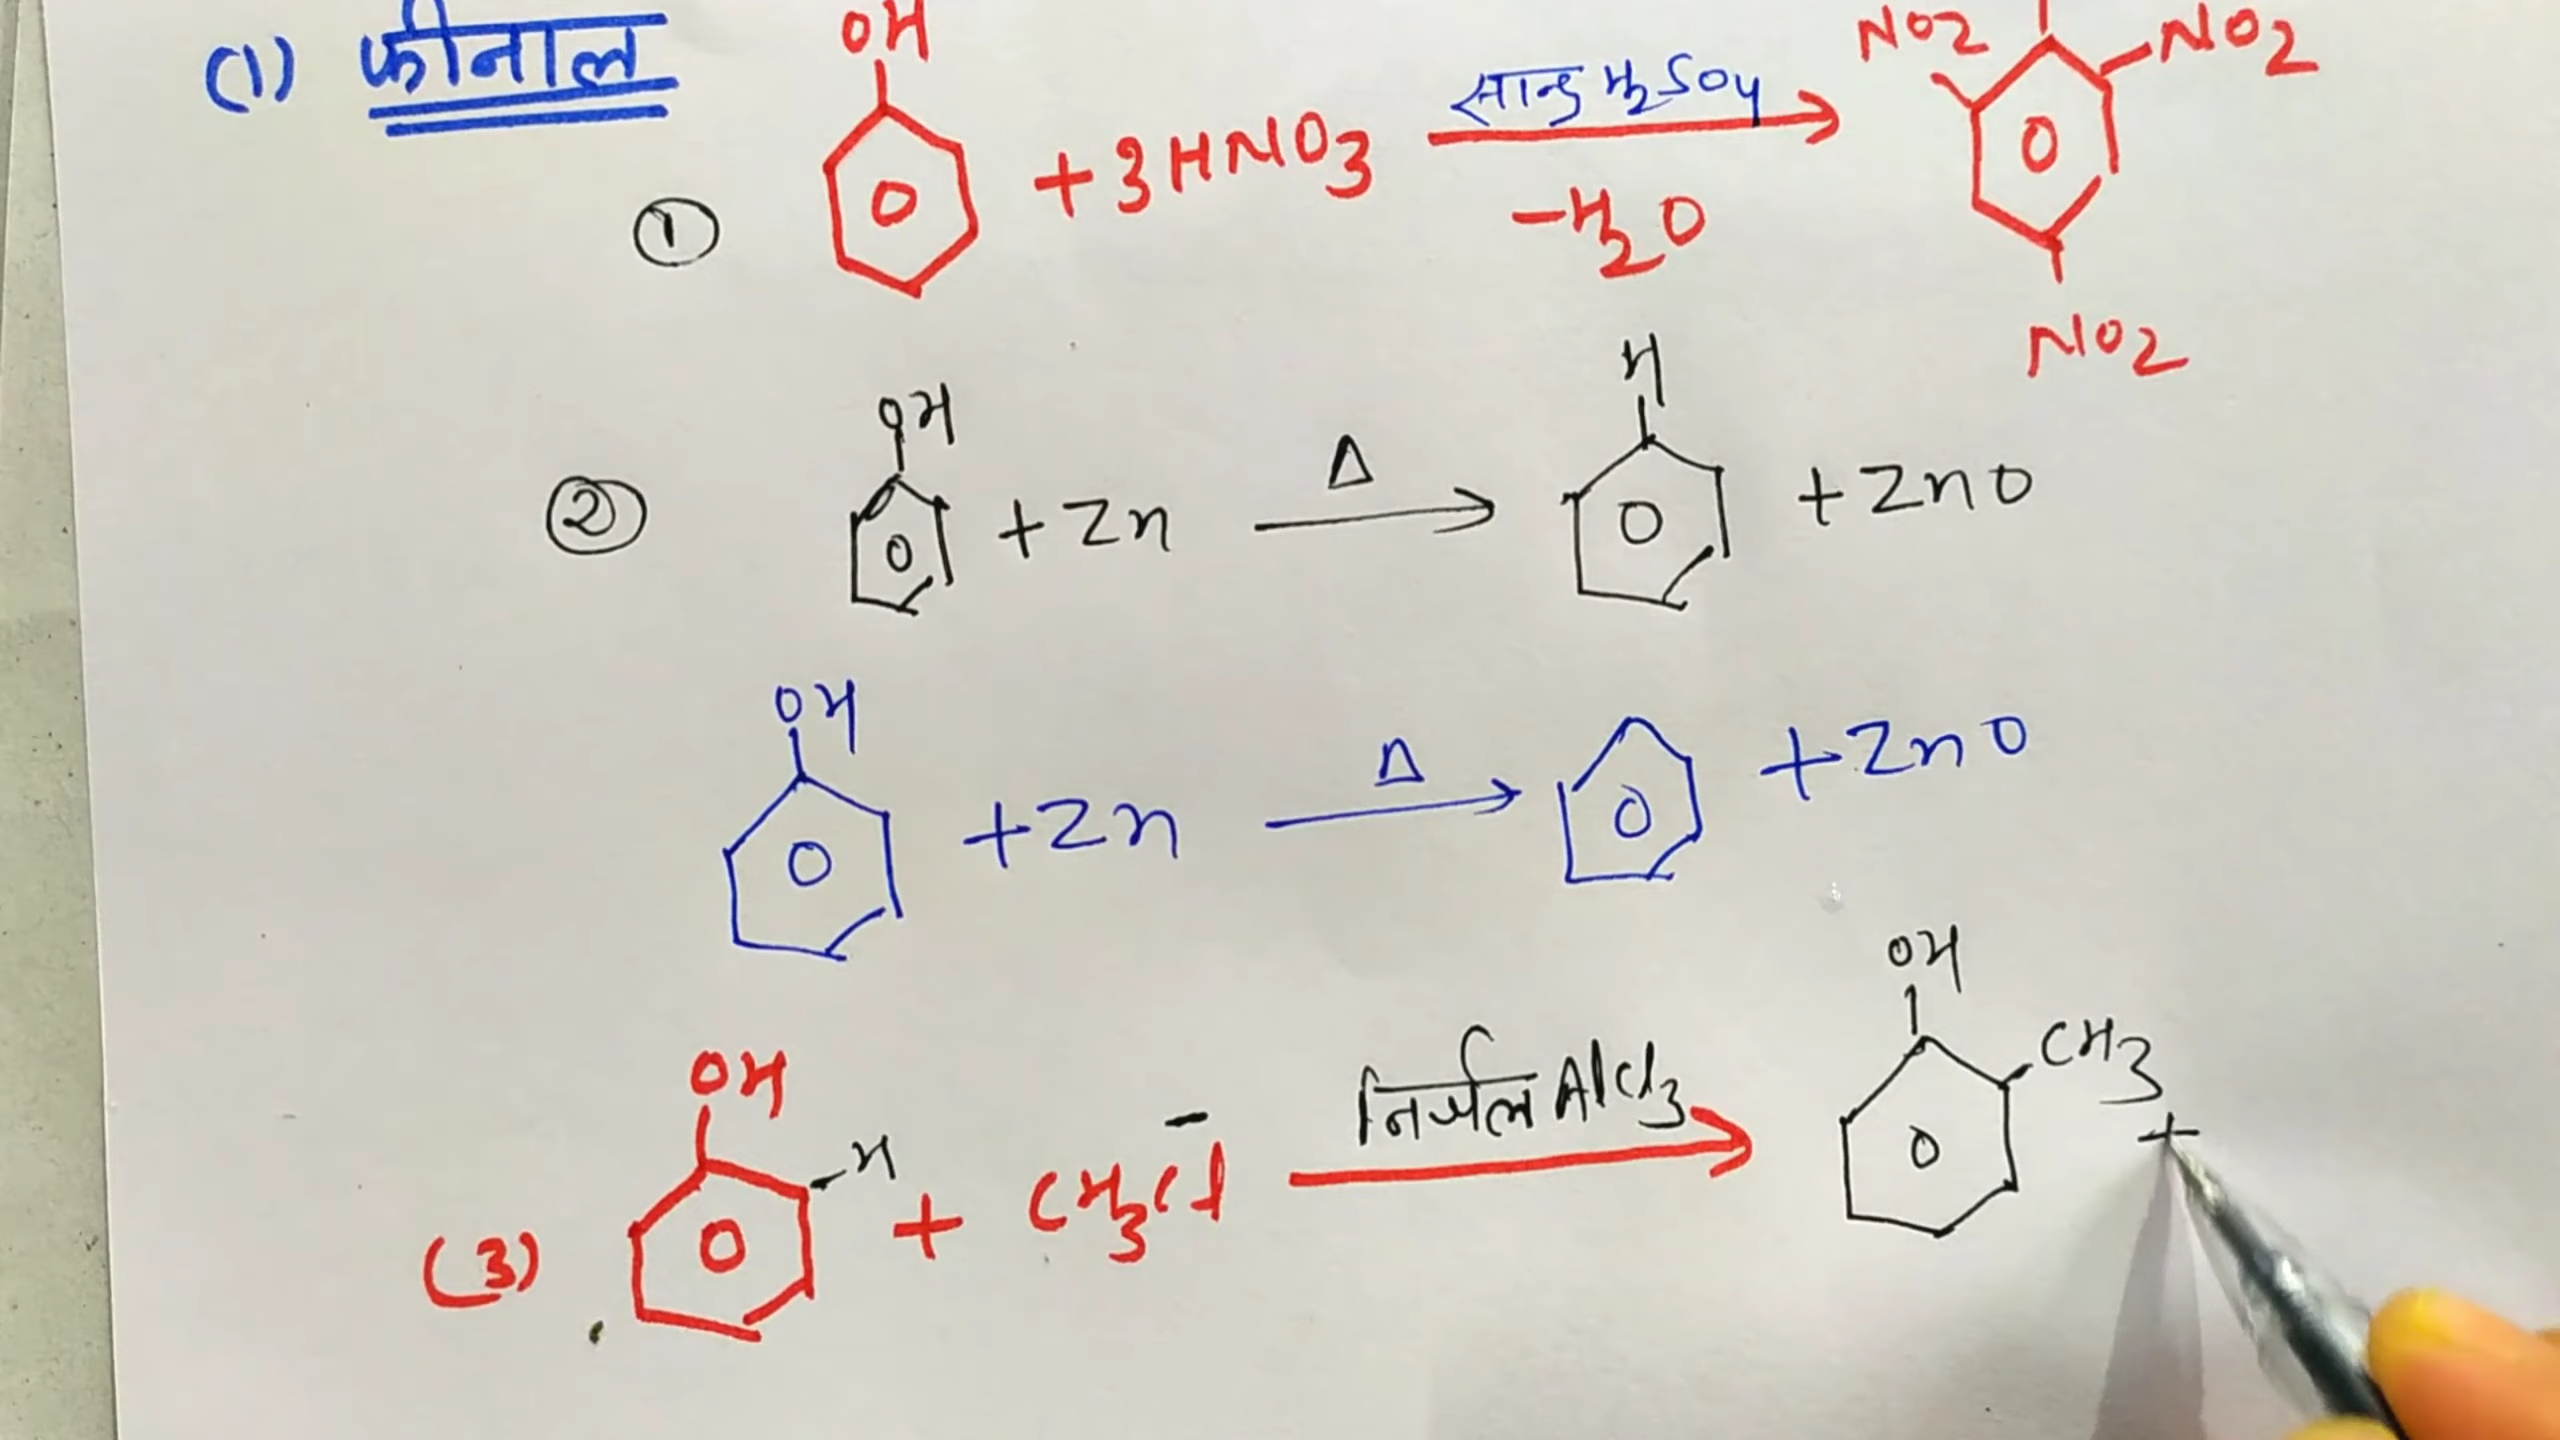 (1) फीनाल
OH NO2 NO2
① + 3HNO3 सान्द्र H2SO4 -H2O
NO2
OH H
② + Zn Δ + ZnO
OH
+ Zn Δ + ZnO
OH CH3
OH H
(3) + CH3Cl निर्जल AlCl3 +